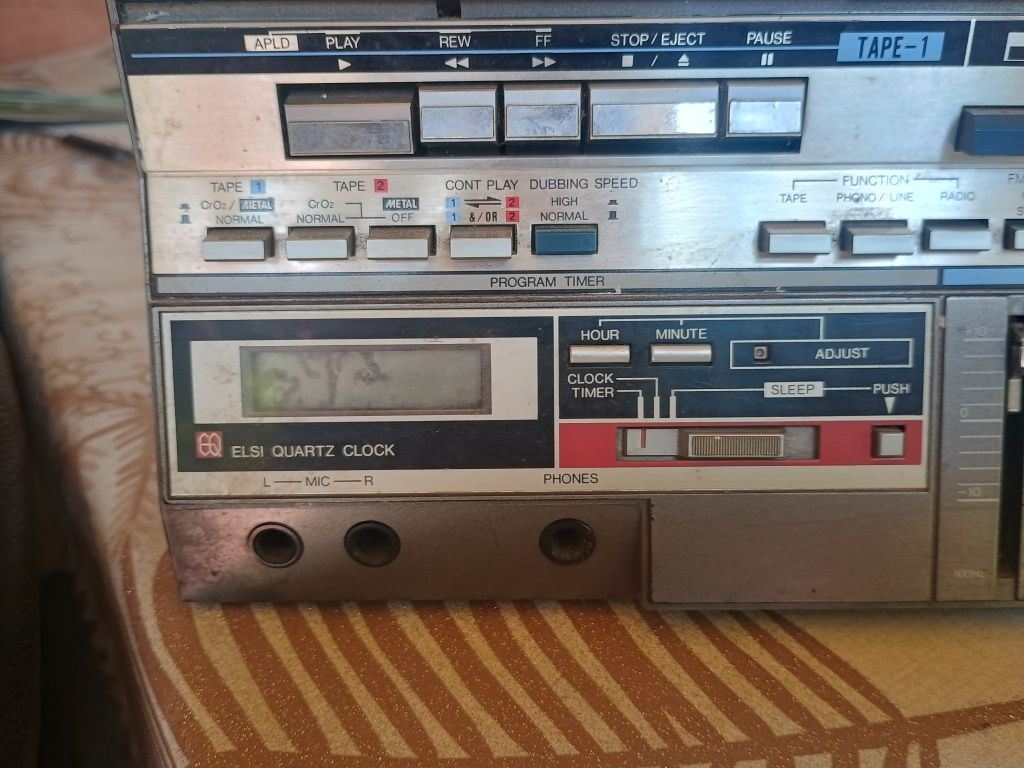 APLD PLAY REW FF STOP / EJECT PAUSE TAPE-1
TAPE 1 TAPE 2 CONT PLAY DUBBING SPEED
CrO2 / METAL CrO2 METAL 1 2 HIGH
NORMAL NORMAL OFF 1 & / OR 2 NORMAL
FUNCTION
TAPE PHONO / LINE RADIO FM
PROGRAM TIMER
HOUR MINUTE
ADJUST
CLOCK
TIMER
SLEEP PUSH
EQ ELSI QUARTZ CLOCK
L MIC R PHONES
-10
0
-10
100Hz